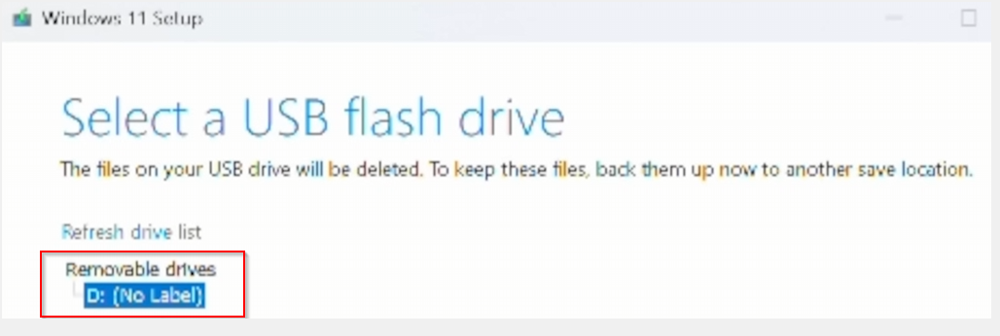 Windows 11 Setup
Select a USB flash drive
The files on your USB drive will be deleted. To keep these files, back them up now to another save location.
Refresh drive list
Removable drives
D: (No Label)